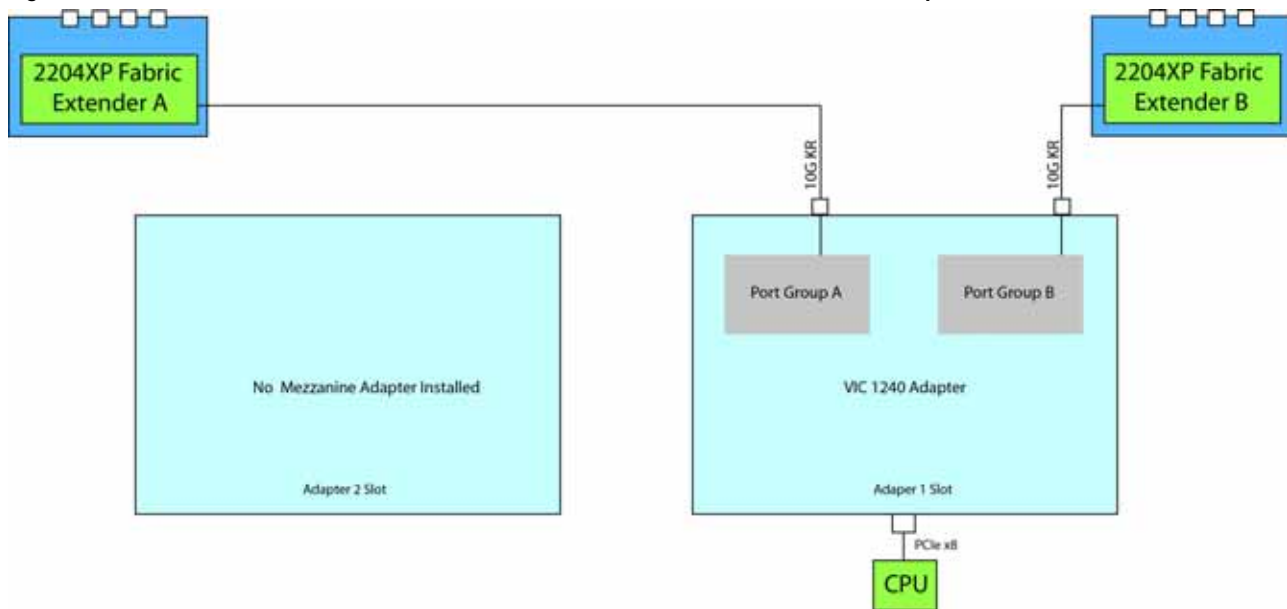 2204XP Fabric
Extender A
2204XP Fabric
Extender B
10G KR
10G KR
Port Group A
Port Group B
No Mezzanine Adapter Installed
VIC 1240 Adapter
Adapter 2 Slot
Adaper 1 Slot
PCIe x8
CPU